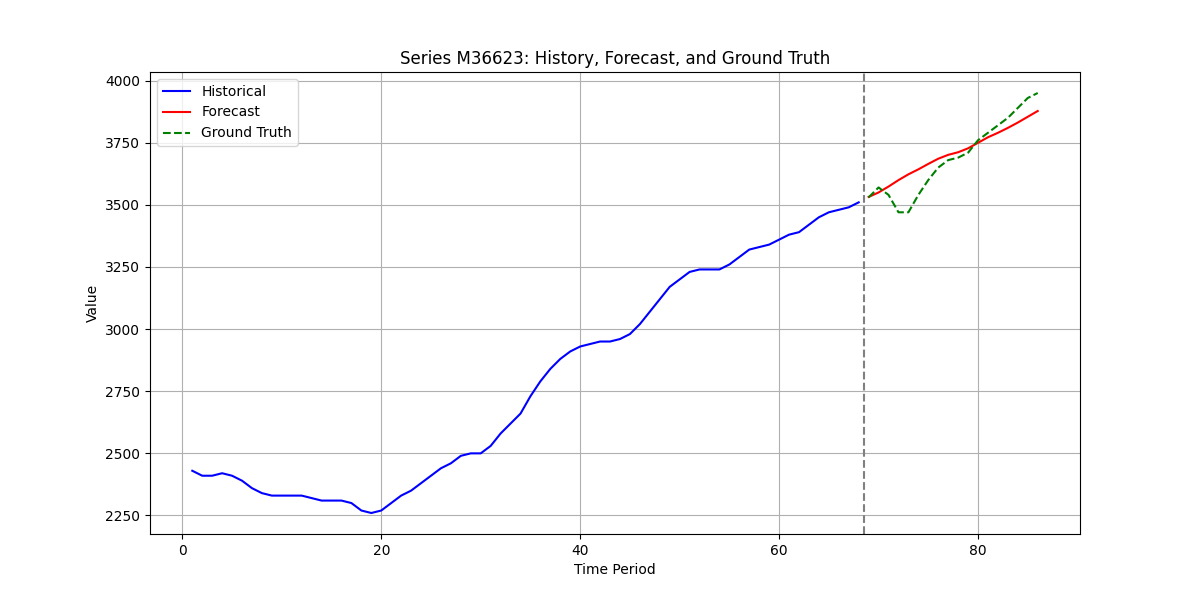 Series M36623: History, Forecast, and Ground Truth
Historical
Forecast
Ground Truth
4000
3750
3500
3250
3000
2750
2500
2250
Value
0 20 40 60 80
Time Period